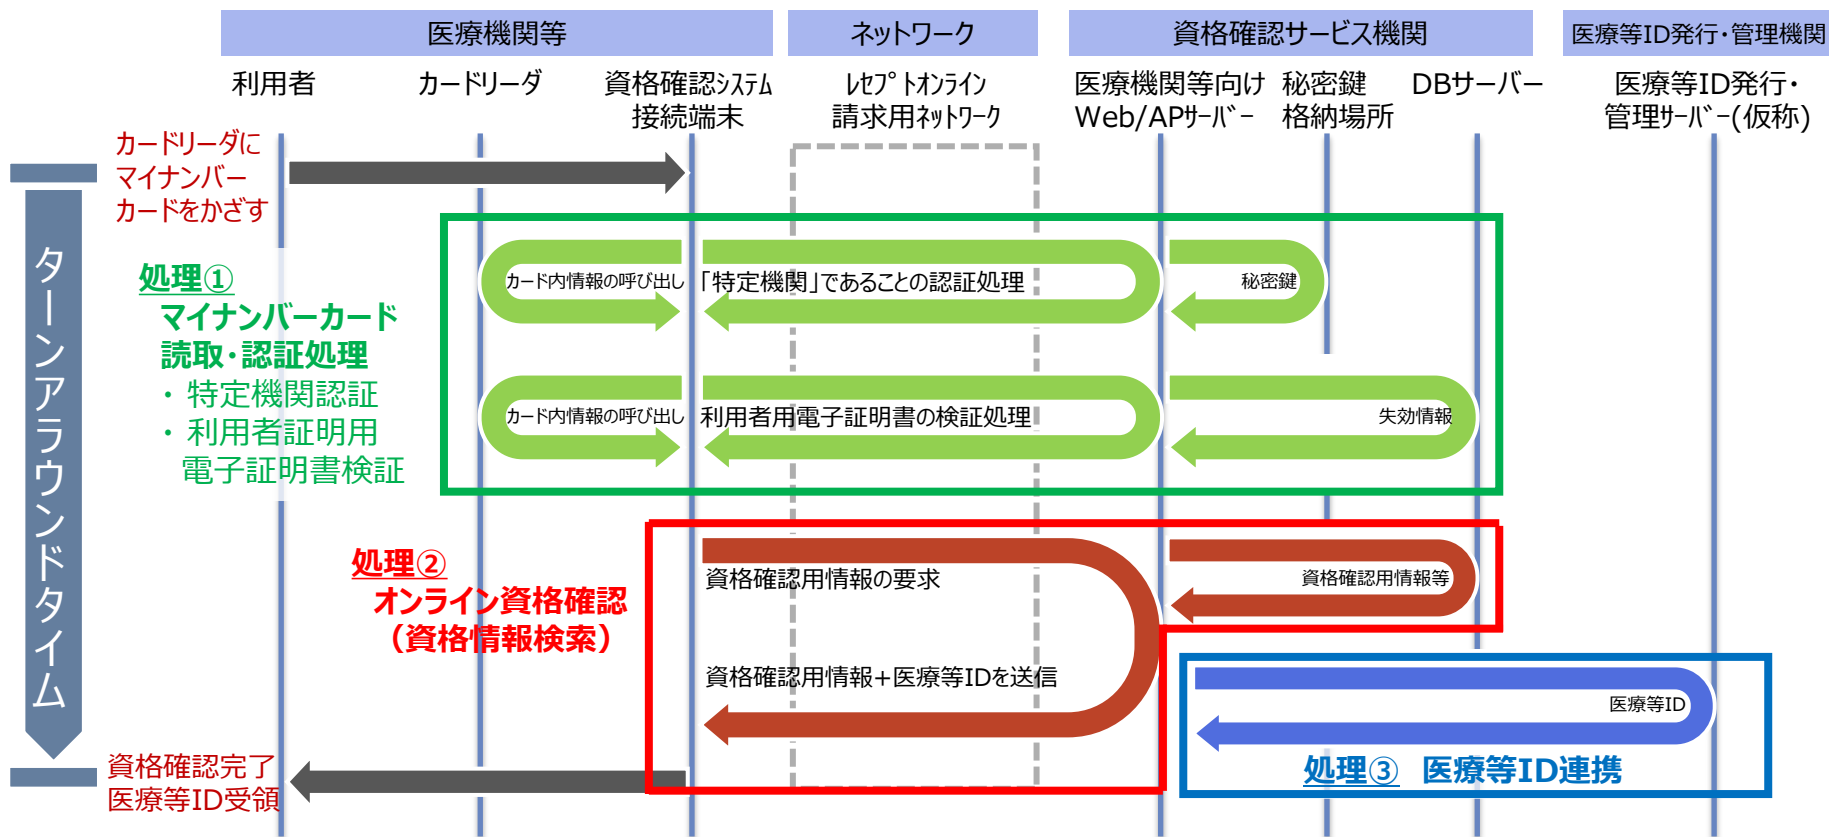 医療機関等
ネットワーク
資格確認サービス機関
医療等ID発行・管理機関
利用者
カードリーダ
資格確認ｼｽﾃﾑ
接続端末
ﾚｾﾌﾟﾄｵﾝﾗｲﾝ
請求用ﾈｯﾄﾜｰｸ
医療機関等向け
Web/APｻｰﾊﾞｰ
秘密鍵
格納場所
DBサーバー
医療等ID発行・
管理ｻｰﾊﾞｰ(仮称)
カードリーダに
マイナンバー
カードをかざす
ターンアラウンドタイム
処理①
マイナンバーカード
読取・認証処理
・ 特定機関認証
・ 利用者証明用
電子証明書検証
カード内情報の呼び出し
「特定機関」であることの認証処理
秘密鍵
カード内情報の呼び出し
利用者用電子証明書の検証処理
失効情報
処理②
オンライン資格確認
（資格情報検索）
資格確認用情報の要求
資格確認用情報等
資格確認用情報+医療等IDを送信
医療等ID
処理③ 医療等ID連携
資格確認完了
医療等ID受領